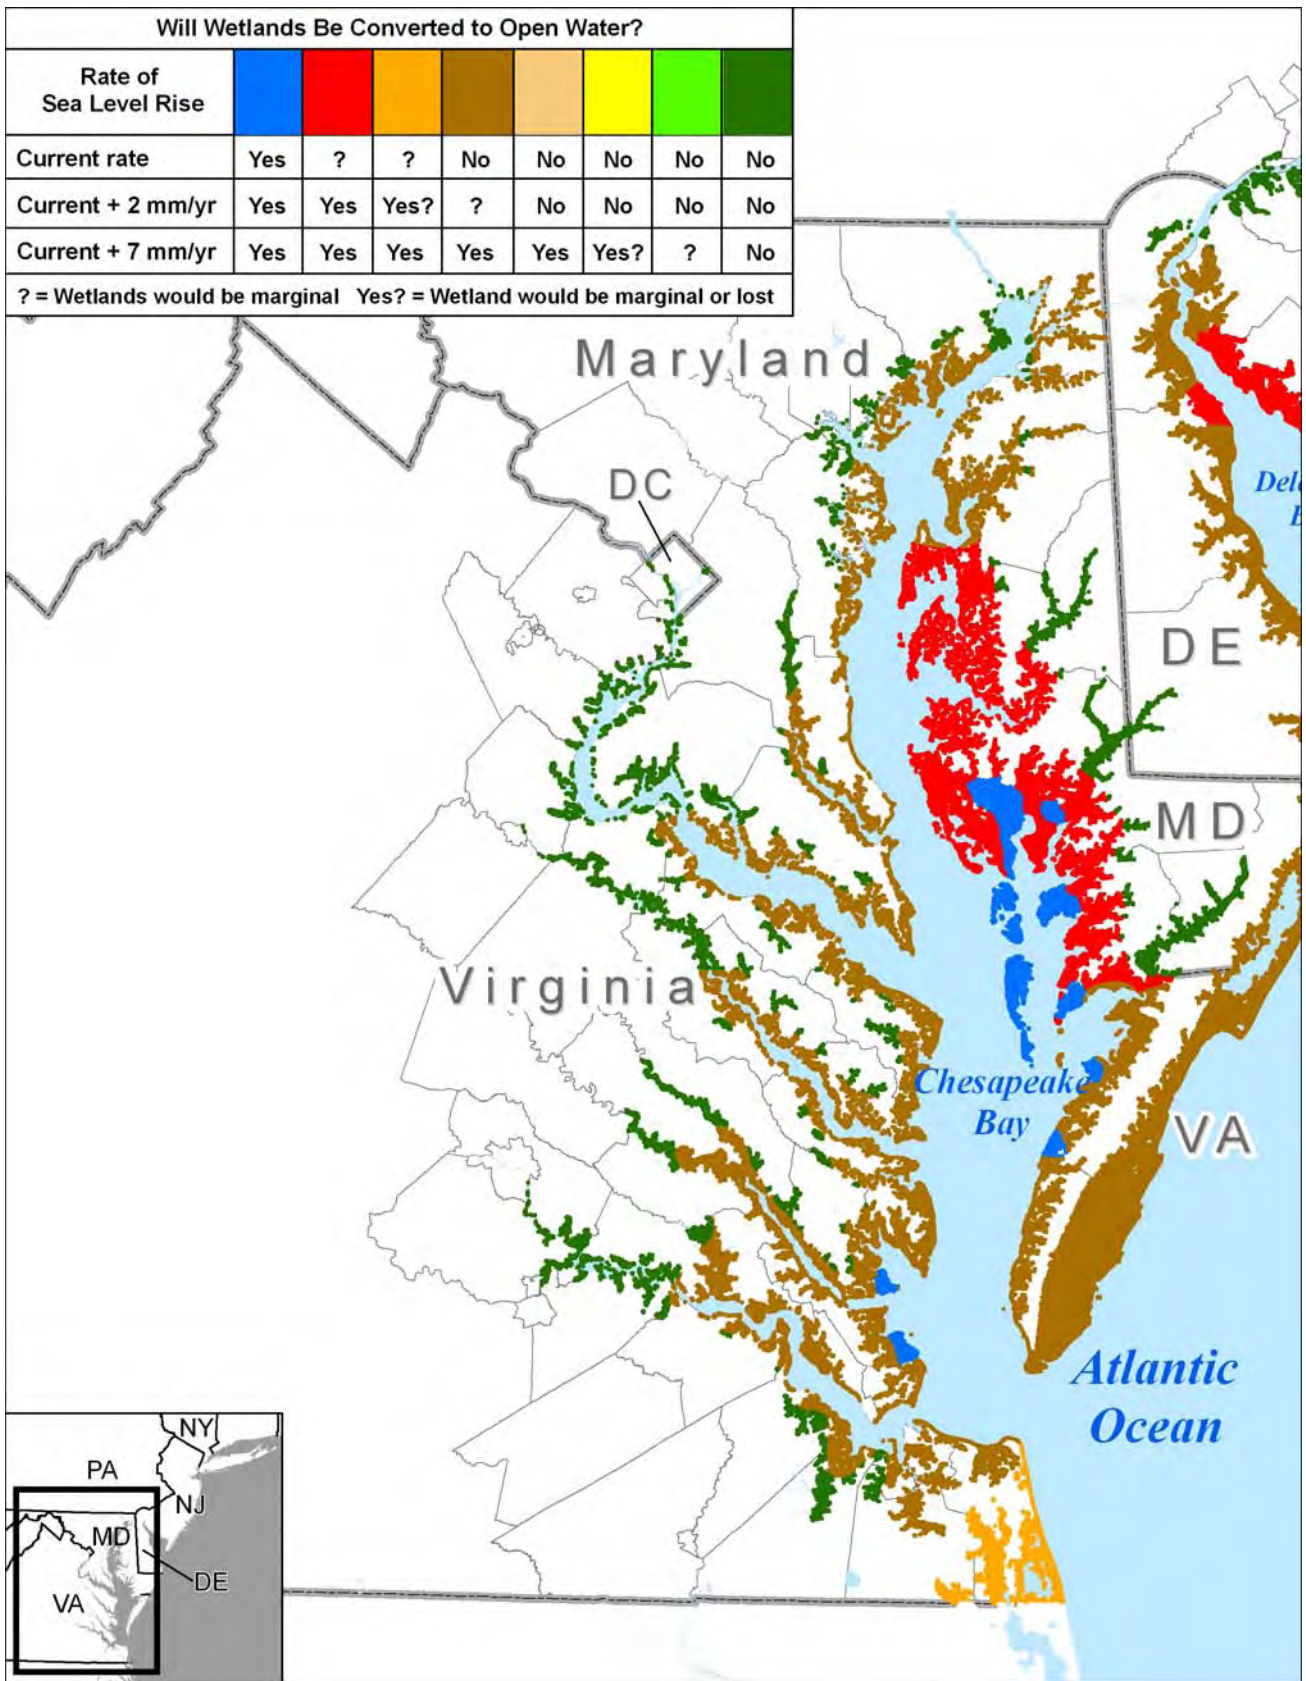 Will Wetlands Be Converted to Open Water?
Rate of
Sea Level Rise
Current rate Yes ? ? No No No No No
Current + 2 mm/yr Yes Yes Yes? ? No No No No
Current + 7 mm/yr Yes Yes Yes Yes Yes Yes? ? No
? = Wetlands would be marginal Yes? = Wetland would be marginal or lost
Maryland
DC
Del
DE
MD
Virginia
Chesapeake
Bay
VA
Atlantic
Ocean
NY
PA
NJ
MD
DE
VA